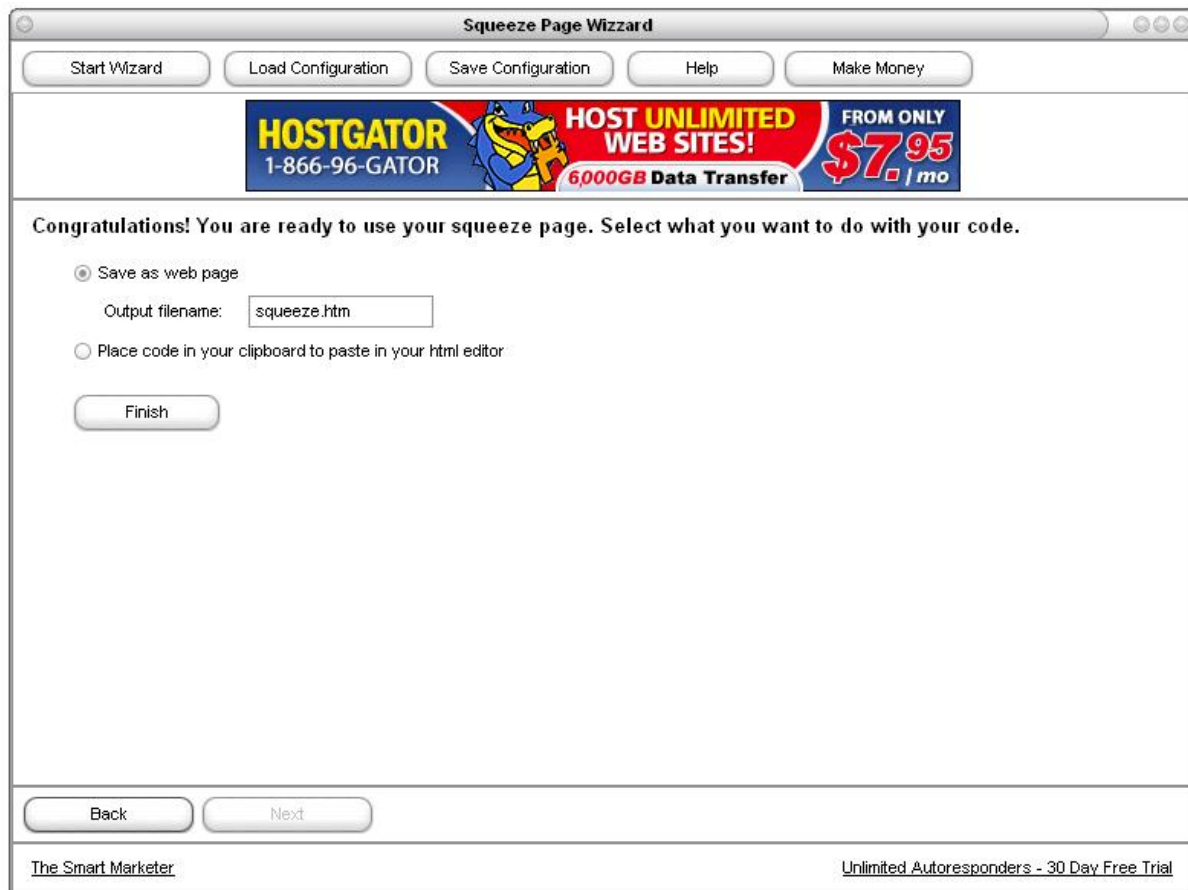 Squeeze Page Wizzard
Start Wizard Load Configuration Save Configuration Help Make Money
HOSTGATOR
1-866-96-GATOR
HOST UNLIMITED
WEB SITES!
6,000GB Data Transfer
FROM ONLY
$7.95
/mo
Congratulations! You are ready to use your squeeze page. Select what you want to do with your code.
Save as web page
Output filename: squeeze.htm
Place code in your clipboard to paste in your html editor
Finish
Back Next
The Smart Marketer Unlimited Autoresponders - 30 Day Free Trial